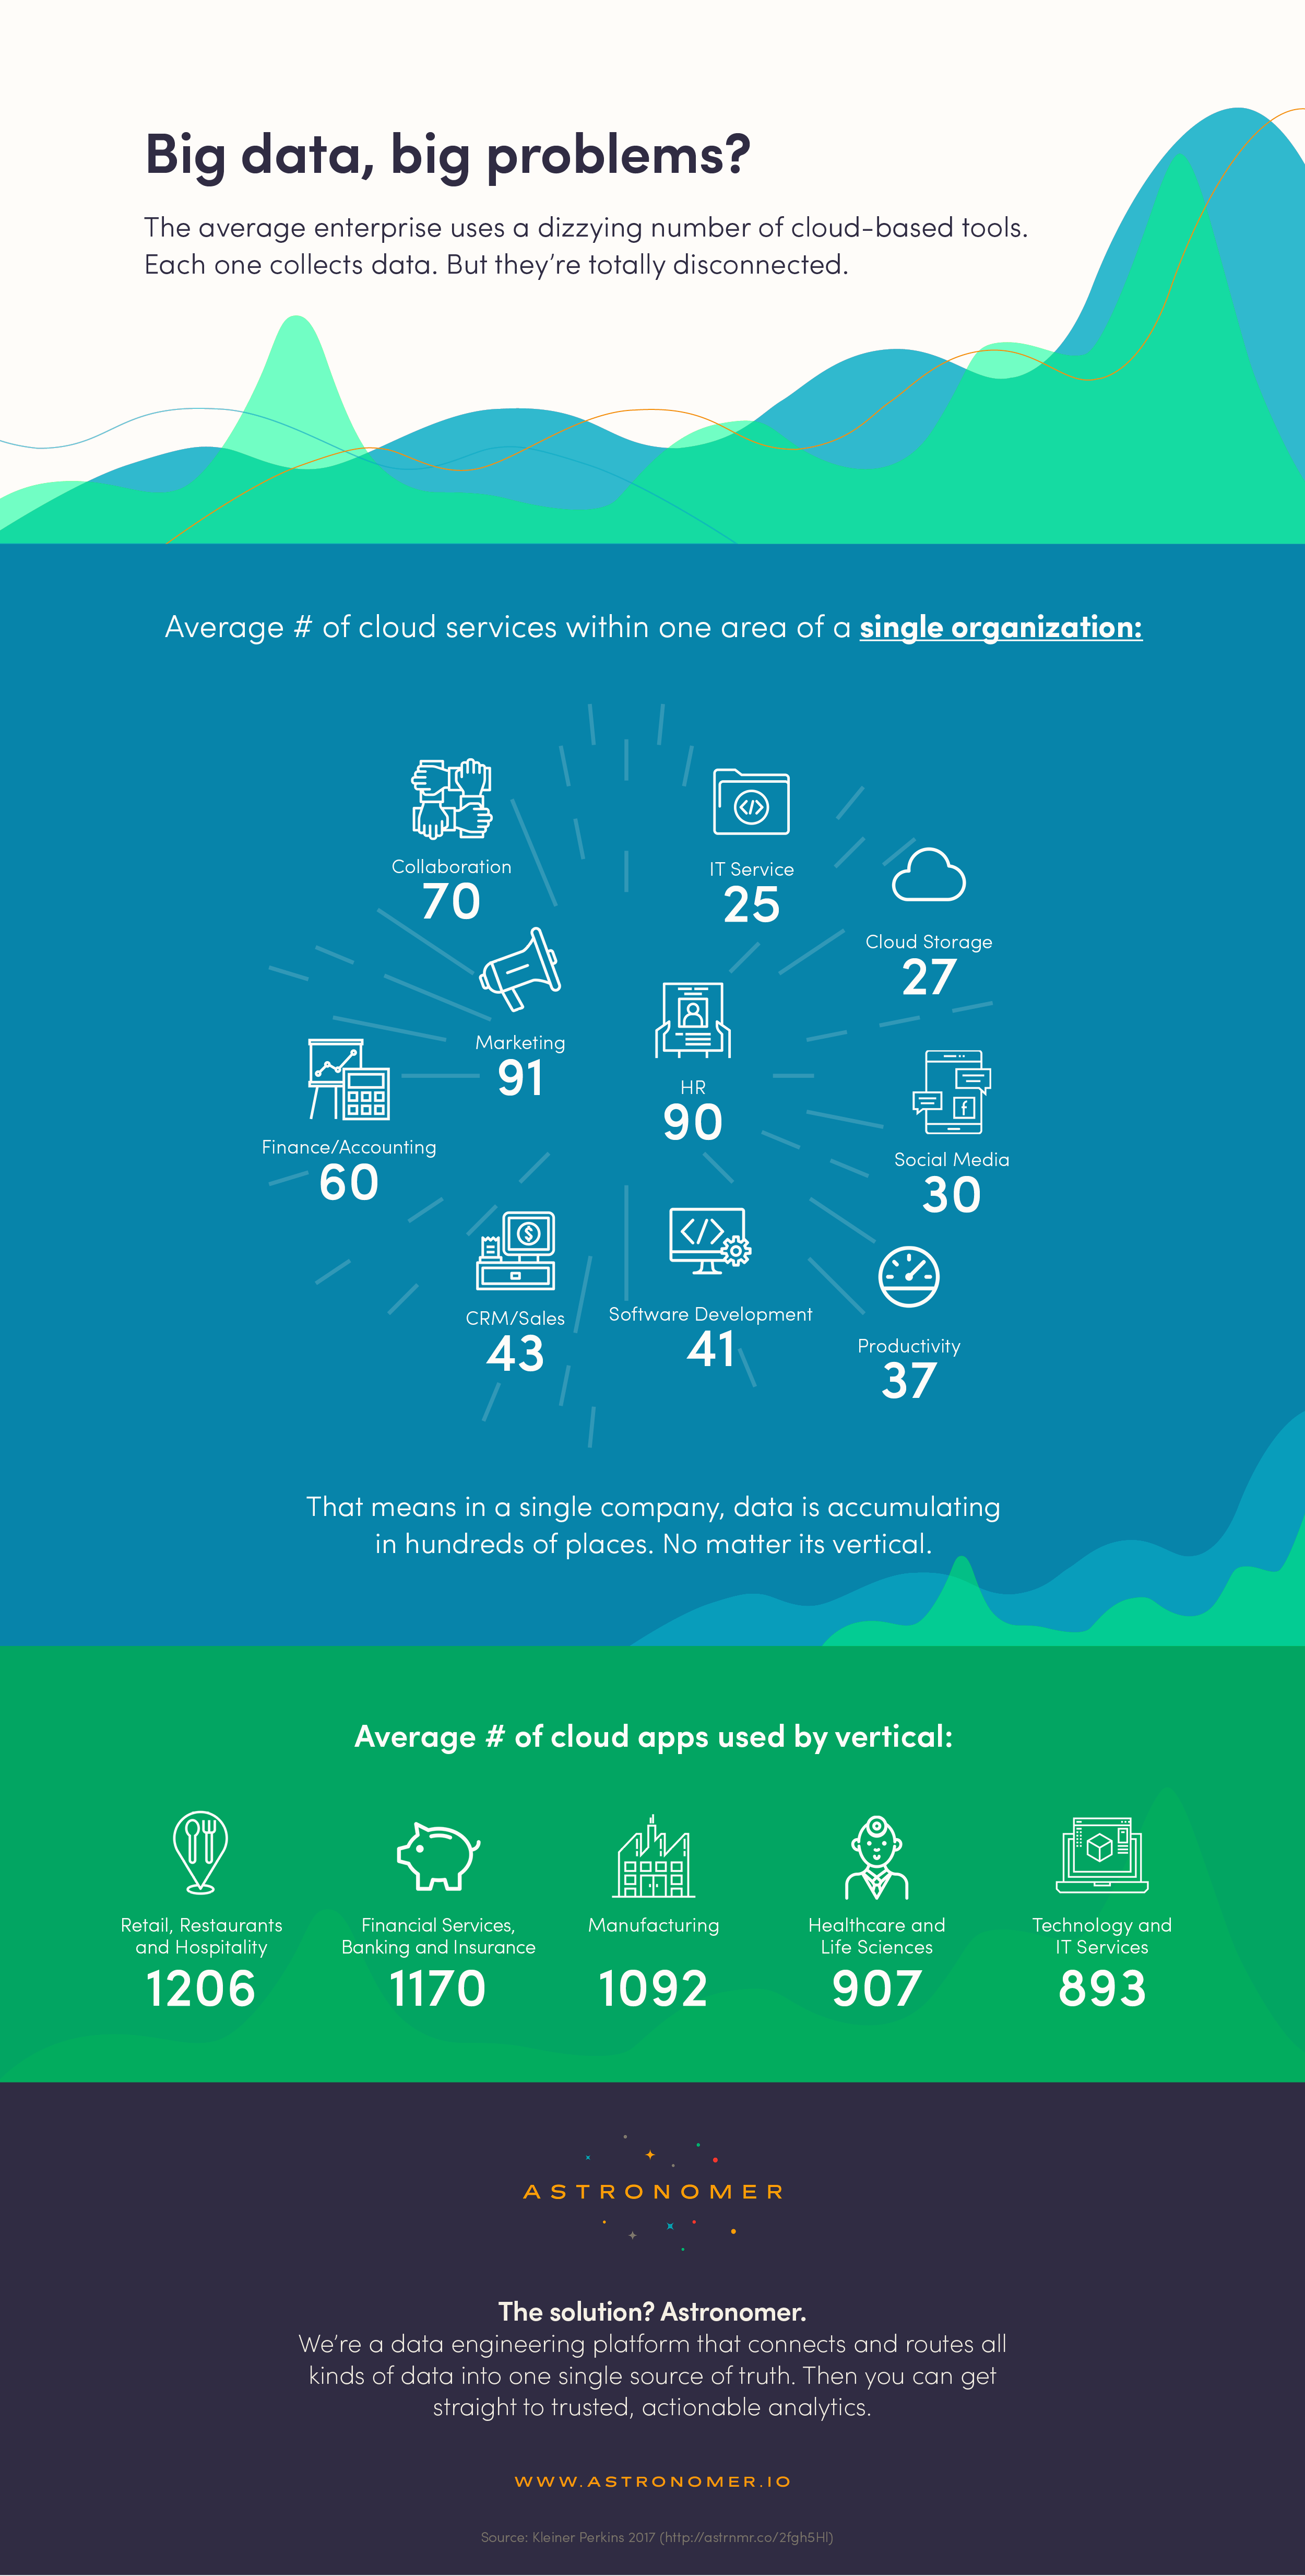 Big data, big problems?
The average enterprise uses a dizzying number of cloud-based tools.
Each one collects data. But they're totally disconnected.
Average # of cloud services within one area of a single organization:
Collaboration
70
IT Service
25
Cloud Storage
27
Marketing
91
HR
90
Finance/Accounting
60
Social Media
30
CRM/Sales
43
Software Development
41
Productivity
37
That means in a single company, data is accumulating
in hundreds of places. No matter its vertical.
Average # of cloud apps used by vertical:
Retail, Restaurants
and Hospitality
1206
Financial Services,
Banking and Insurance
1170
Manufacturing
1092
Healthcare and
Life Sciences
907
Technology and
IT Services
893
ASTRONOMER
The solution? Astronomer.
We're a data engineering platform that connects and routes all
kinds of data into one single source of truth. Then you can get
straight to trusted, actionable analytics.
WWW.ASTRONOMER.IO
Source: Kleiner Perkins 2017 (http://astrnmr.co/2fgh5Hl)